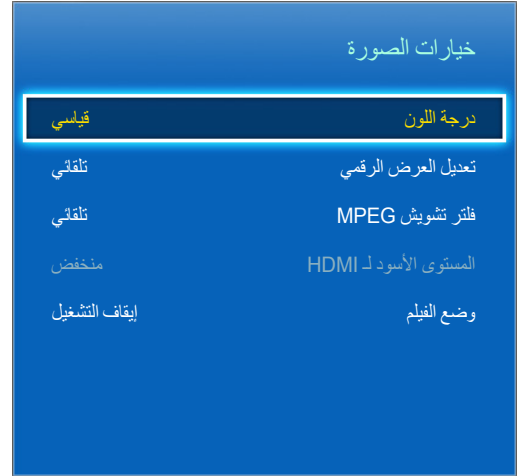 خيارات الصورة
درجة اللون قياسي
تعديل العرض الرقمي تلقائي
فلتر تشويش MPEG تلقائي
المستوى الأسود لـ HDMI منخفض
وضع الفيلم إيقاف التشغيل